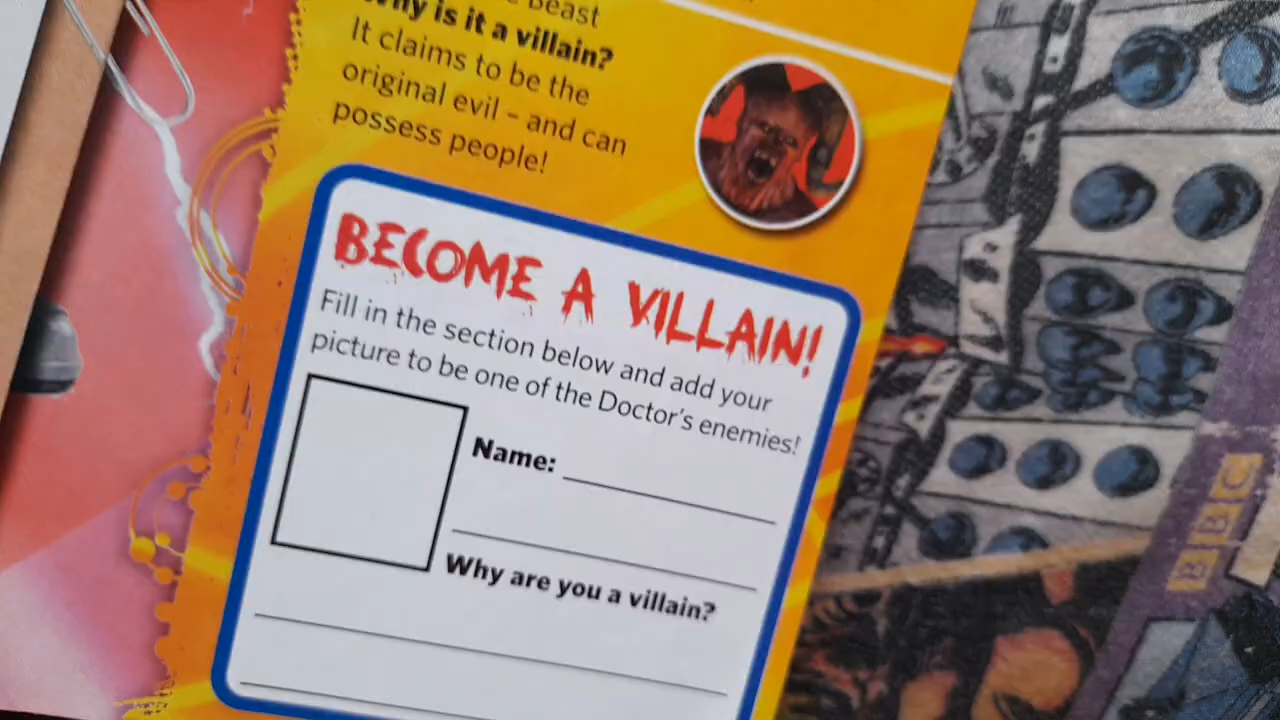 Beast
Why is it a villain?
It claims to be the
original evil – and can
possess people!
BECOME A VILLAIN!
Fill in the section below and add your
picture to be one of the Doctor's enemies!
Name:
Why are you a villain?
BBC